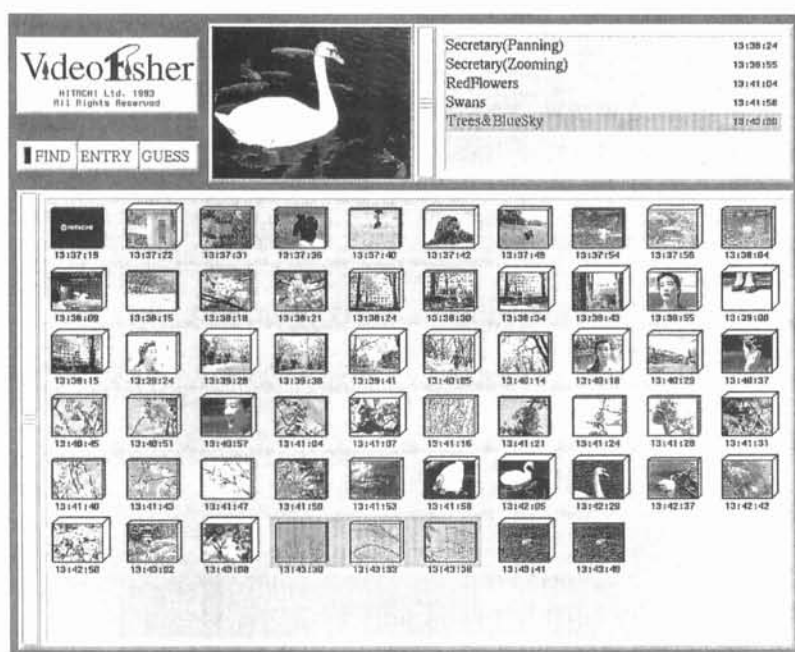 VideoFisher
HITACHI Ltd. 1993
All Rights Reserved
FIND ENTRY GUESS
Secretary(Panning) 13:38:24
Secretary(Zooming) 13:38:55
RedFlowers 13:41:04
Swans 13:41:58
Trees&BlueSky
HITACHI
13:37:19 13:37:22 13:37:31 13:37:36 13:37:40 13:37:42 13:37:49 13:37:54 13:37:56 13:38:04
13:38:09 13:38:15 13:38:18 13:38:21 13:38:24 13:38:30 13:38:34 13:38:43 13:38:55 13:39:00
13:39:15 13:39:24 13:39:28 13:39:38 13:39:41 13:40:05 13:40:14 13:40:18 13:40:29 13:40:37
13:40:45 13:40:51 13:40:57 13:41:04 13:41:07 13:41:16 13:41:21 13:41:24 13:41:28 13:41:31
13:41:40 13:41:43 13:41:47 13:41:50 13:41:53 13:41:58 13:42:05 13:42:28 13:42:37 13:42:42
13:42:50 13:43:02 13:43:08 13:43:30 13:43:33 13:43:38 13:43:41 13:43:49